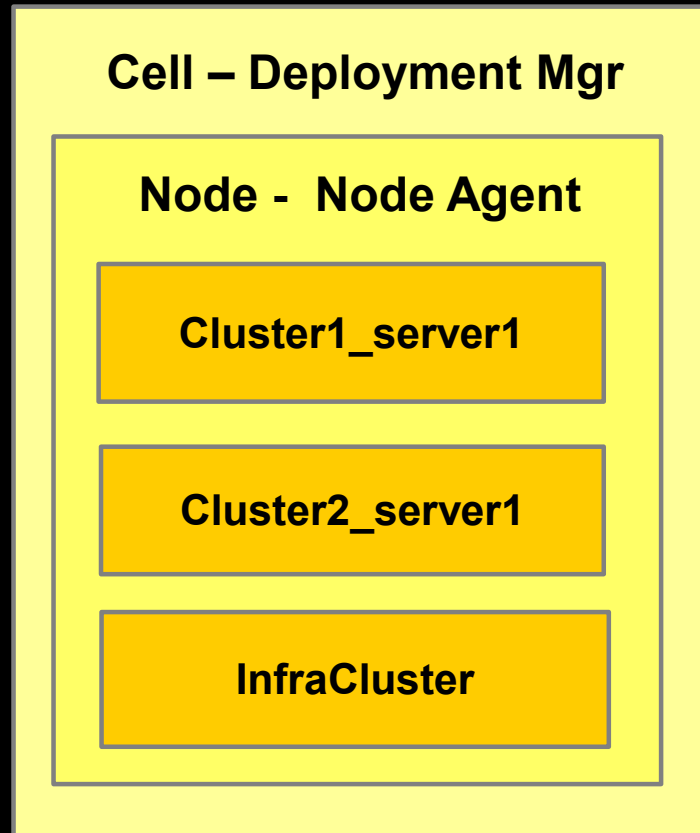 Cell – Deployment Mgr
Node - Node Agent
Cluster1_server1
Cluster2_server1
InfraCluster